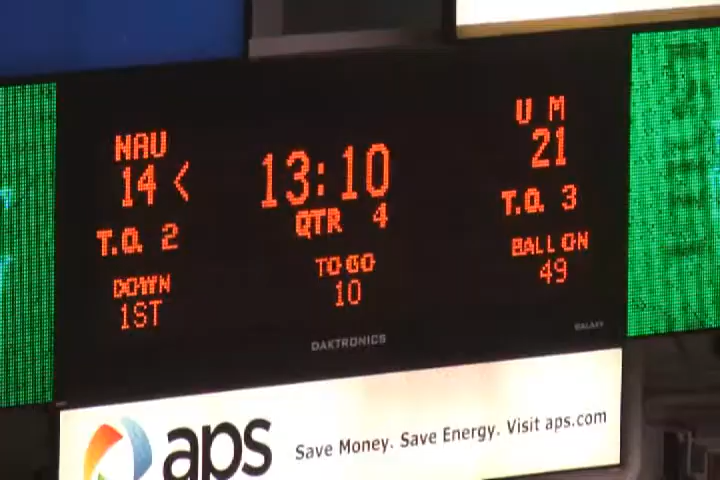 NAU
14 <
T.O. 2
DOWN
1ST
13:10
QTR 4
TO GO
10
U M
21
T.O. 3
BALL ON
49
DAKTRONICS
GALAXY
aps
Save Money. Save Energy. Visit aps.com